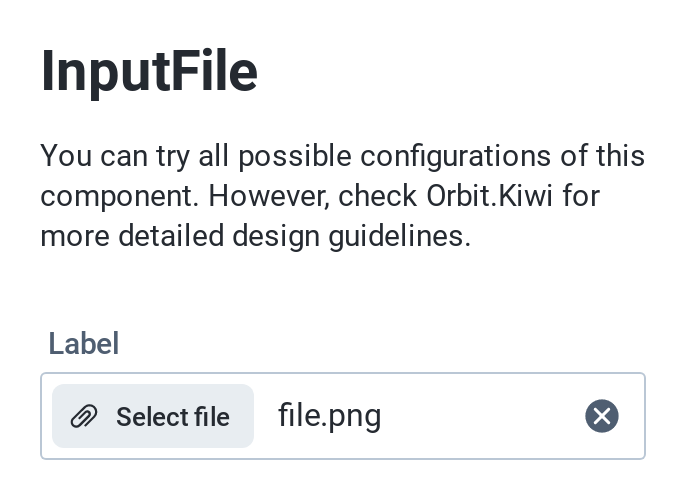 InputFile
You can try all possible configurations of this
component. However, check Orbit.Kiwi for
more detailed design guidelines.
Label
Select file
file.png